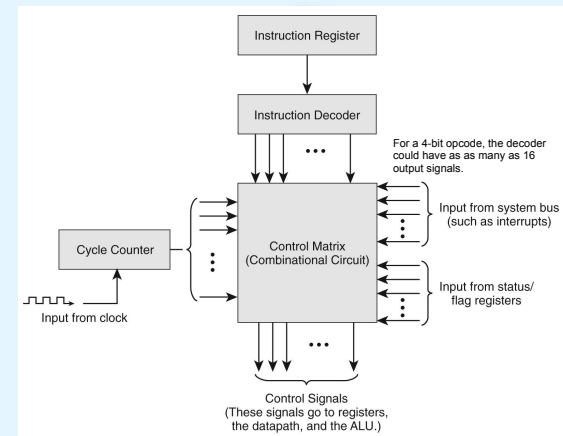 Instruction Register
Instruction Decoder
For a 4-bit opcode, the decoder
could have as as many as 16
output signals.
Input from system bus
(such as interrupts)
Cycle Counter
Control Matrix
(Combinational Circuit)
Input from status/
flag registers
Input from clock
Control Signals
(These signals go to registers,
the datapath, and the ALU.)